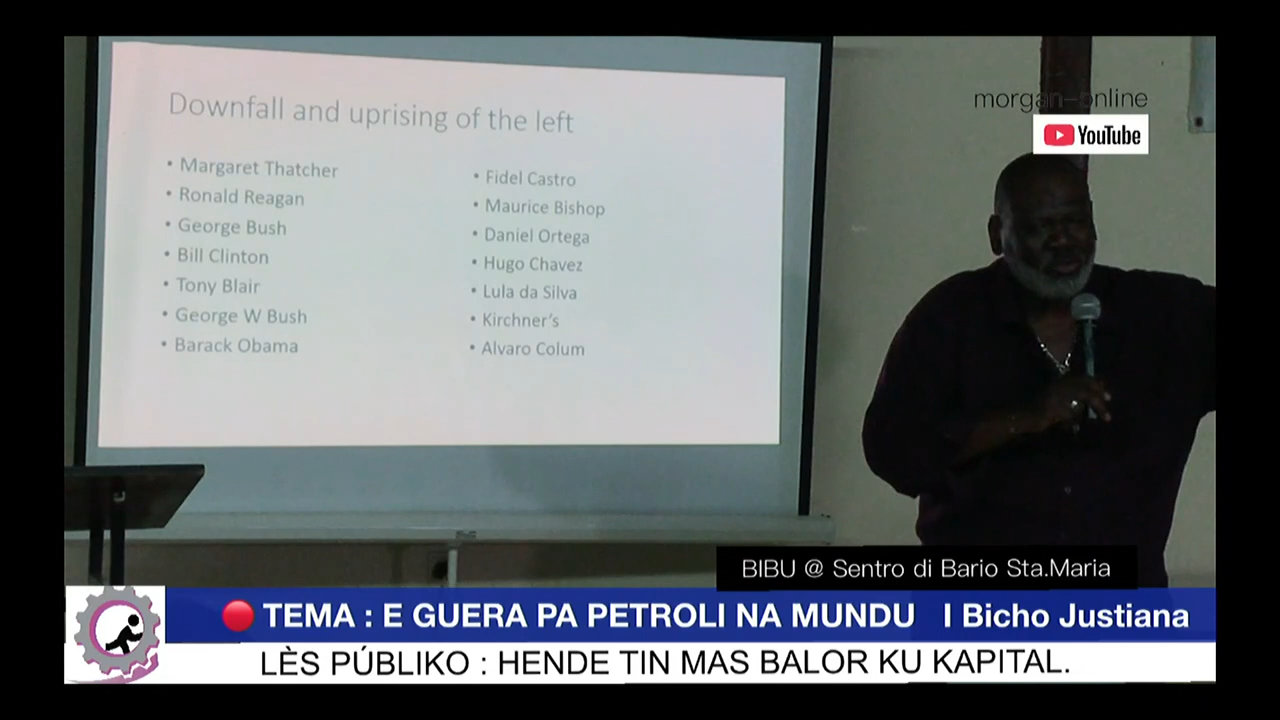 Downfall and uprising of the left
• Margaret Thatcher
• Ronald Reagan
• George Bush
• Bill Clinton
• Tony Blair
• George W Bush
• Barack Obama
• Fidel Castro
• Maurice Bishop
• Daniel Ortega
• Hugo Chavez
• Lula da Silva
• Kirchner's
• Alvaro Colum
morgan-online
YouTube
BIBU @ Sentro di Bario Sta.Maria
TEMA : E GUERA PA PETROLI NA MUNDU I Bicho Justiana
LÈS PÚBLIKO : HENDE TIN MAS BALOR KU KAPITAL.